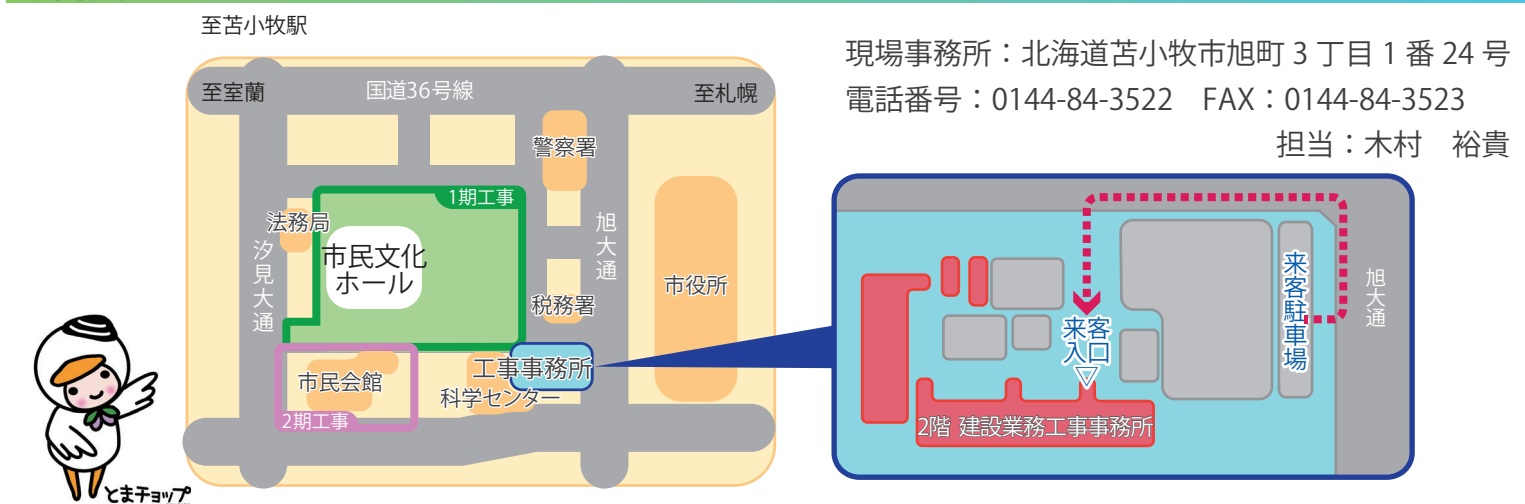 至苫小牧駅
至室蘭
国道36号線
至札幌
警察署
1期工事
法務局
市民文化
ホール
汐見大通
旭大通
税務署
市役所
工事事務所
市民会館
科学センター
2期工事
とまチョップ
現場事務所：北海道苫小牧市旭町 3 丁目 1 番 24 号
電話番号：0144-84-3522　FAX：0144-84-3523
担当：木村　裕貴
来客駐車場
旭大通
来客
入口
▽
2階 建設業務工事事務所